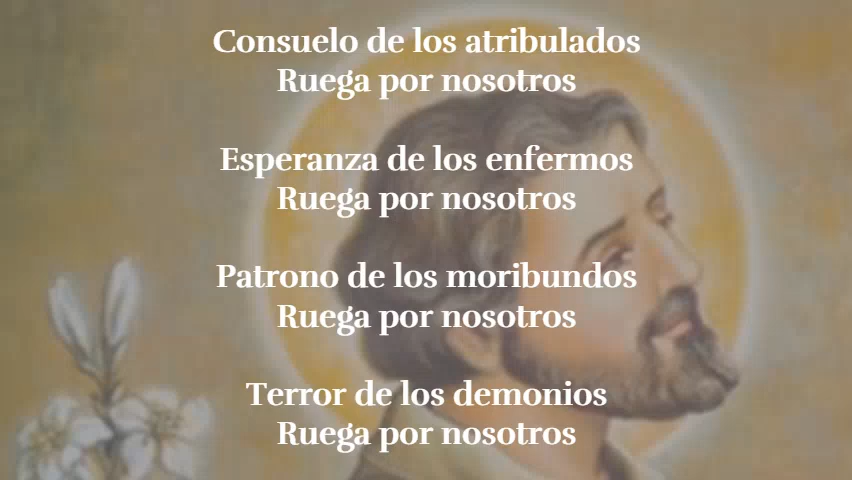 Consuelo de los atribulados
Ruega por nosotros
Esperanza de los enfermos
Ruega por nosotros
Patrono de los moribundos
Ruega por nosotros
Terror de los demonios
Ruega por nosotros